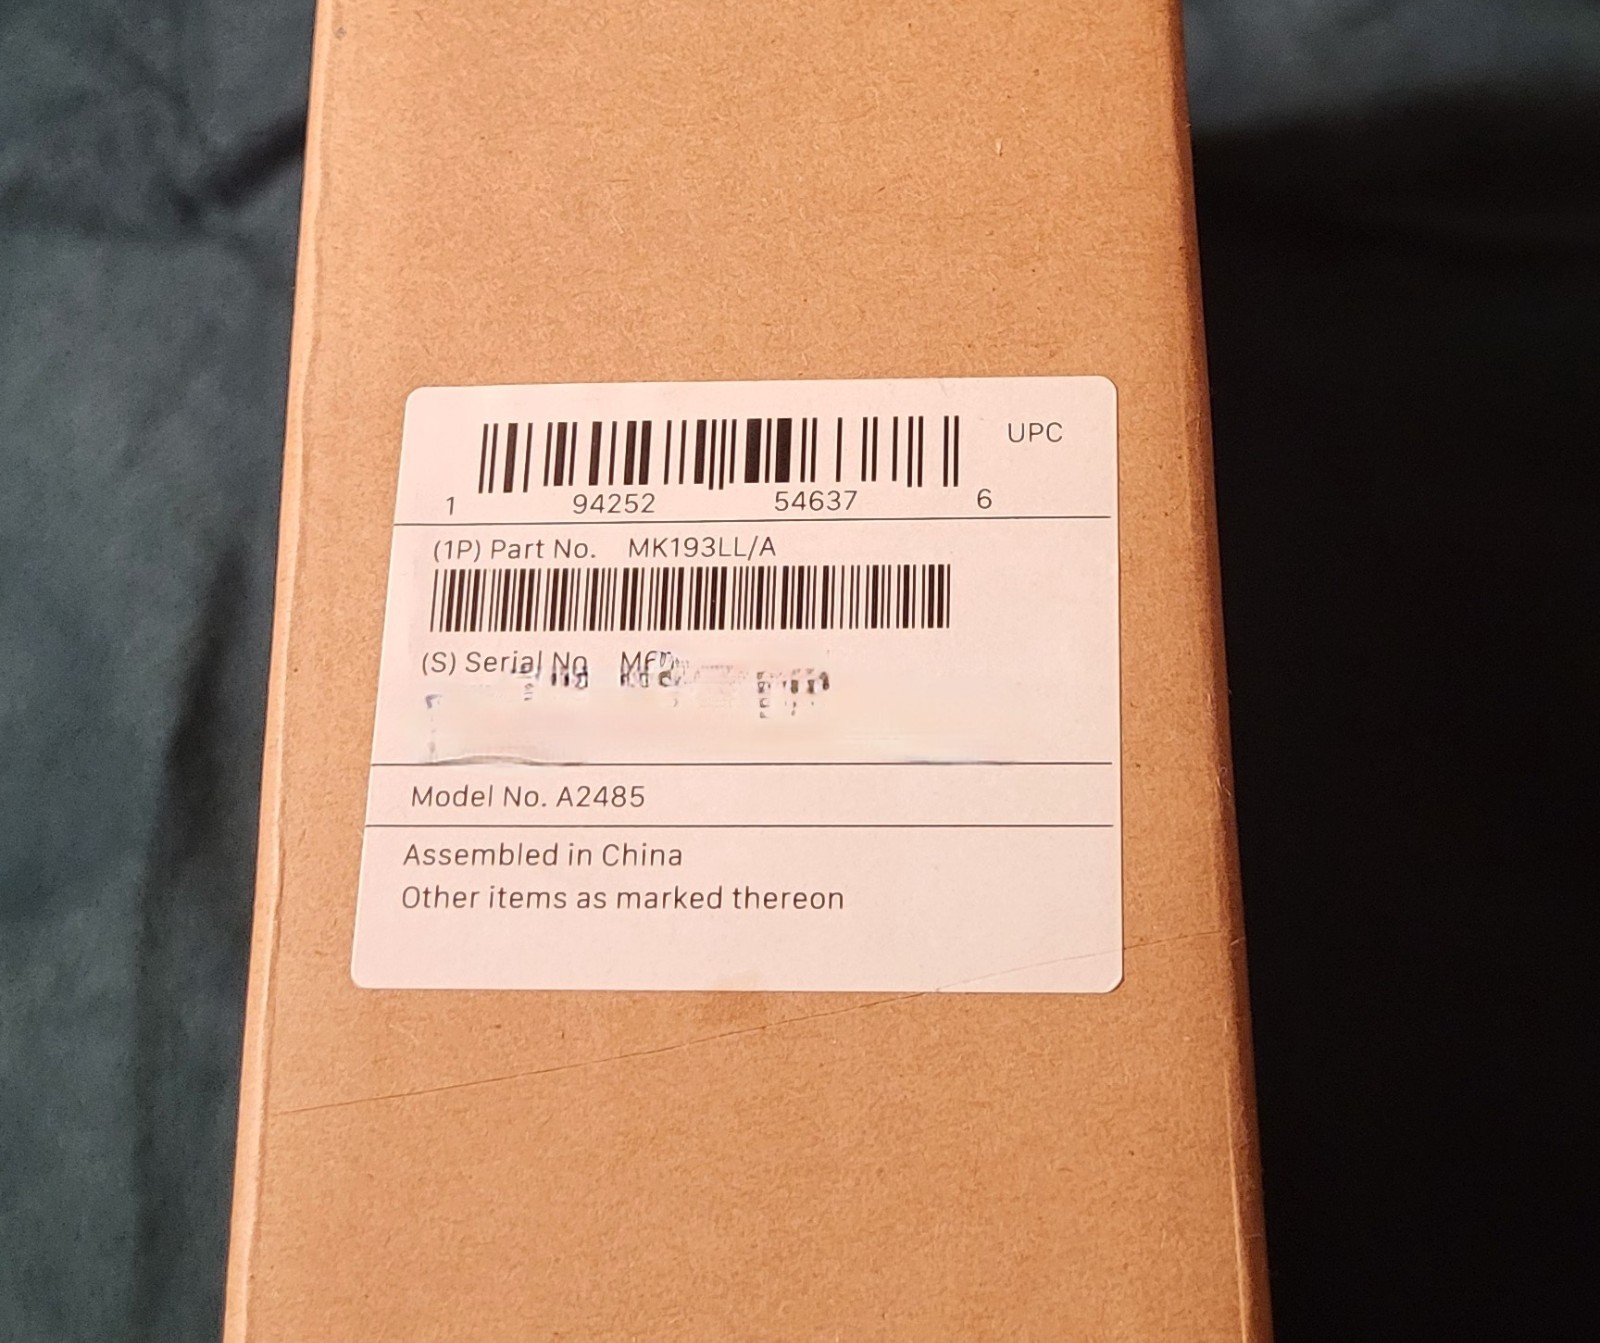 UPC
1 94252 54637 6
(1P) Part No. MK193LL/A
(S) Serial No
Model No. A2485
Assembled in China
Other items as marked thereon